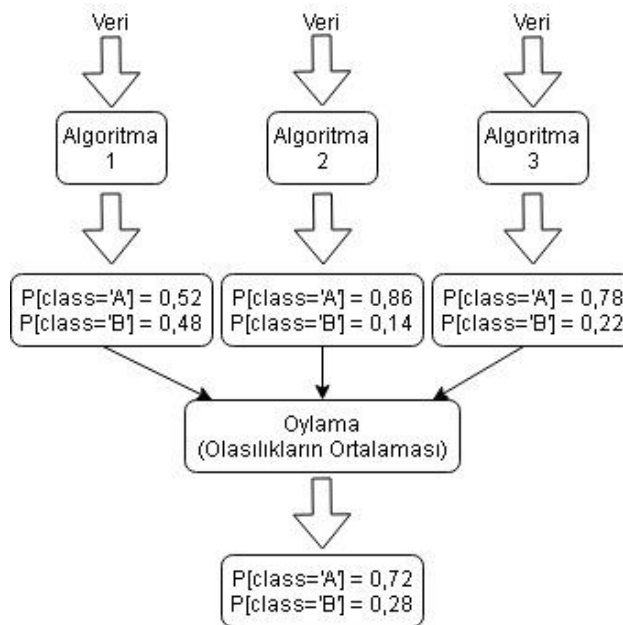 Veri
Veri
Veri
Algoritma
1
Algoritma
2
Algoritma
3
P[class='A'] = 0,52
P[class='B'] = 0,48
P[class='A'] = 0,86
P[class='B'] = 0,14
P[class='A'] = 0,78
P[class='B'] = 0,22
Oylama
(Olasılıkların Ortalaması)
P[class='A'] = 0,72
P[class='B'] = 0,28